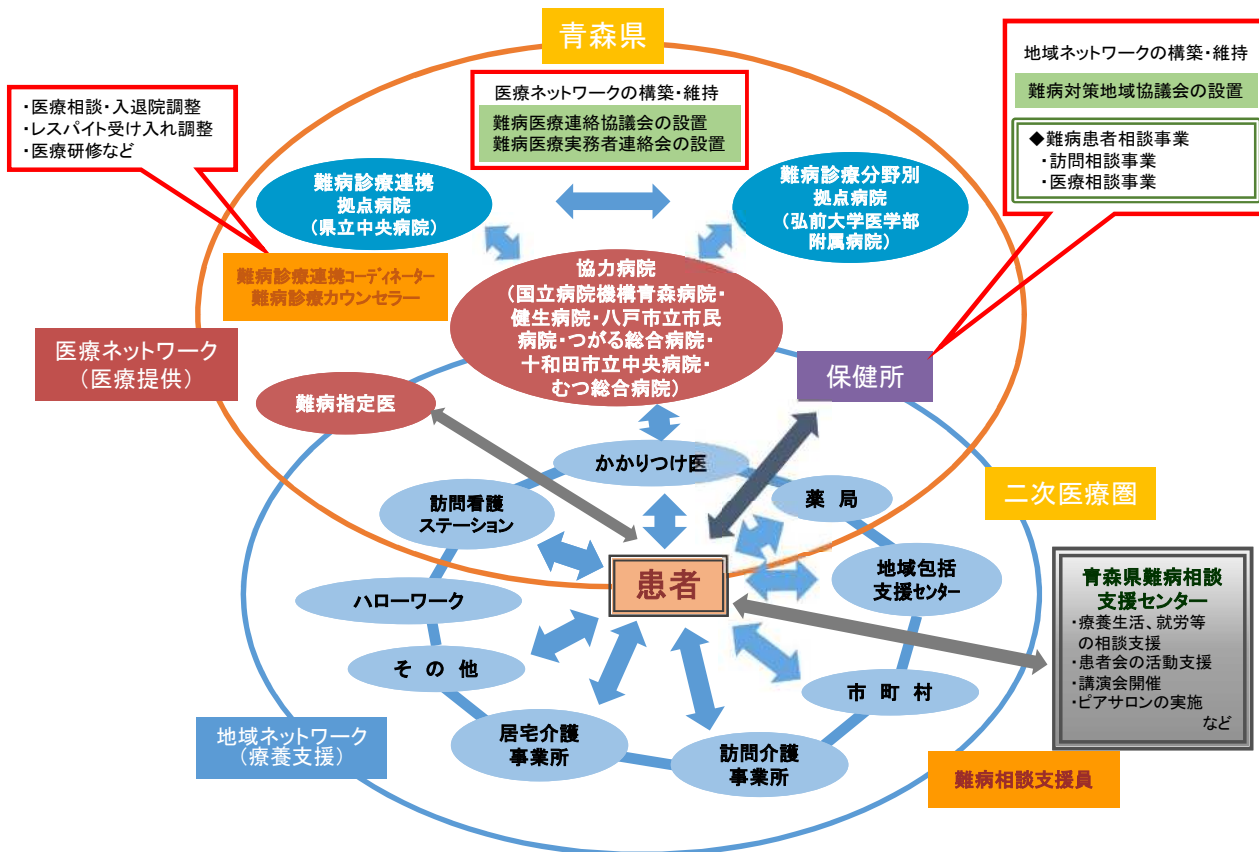 青森県
・医療相談・入退院調整
・レスパイト受け入れ調整
・医療研修など
医療ネットワークの構築・維持
難病医療連絡協議会の設置
難病医療実務者連絡会の設置
地域ネットワークの構築・維持
難病対策地域協議会の設置
◆難病患者相談事業
・訪問相談事業
・医療相談事業
難病診療連携
拠点病院
(県立中央病院)
難病診療分野別
拠点病院
(弘前大学医学部
附属病院)
難病診療連携コーディネーター
難病診療カウンセラー
協力病院
(国立病院機構青森病院・
健生病院・八戸市立市民
病院・つがる総合病院・
十和田市立中央病院・
むつ総合病院)
医療ネットワーク
(医療提供)
保健所
難病指定医
かかりつけ医
訪問看護
ステーション
薬 局
二次医療圏
患者
地域包括
支援センター
ハローワーク
そ の 他
市 町 村
居宅介護
事業所
訪問介護
事業所
地域ネットワーク
(療養支援)
青森県難病相談
支援センター
・療養生活、就労等
の相談支援
・患者会の活動支援
・講演会開催
・ピアサロンの実施
など
難病相談支援員